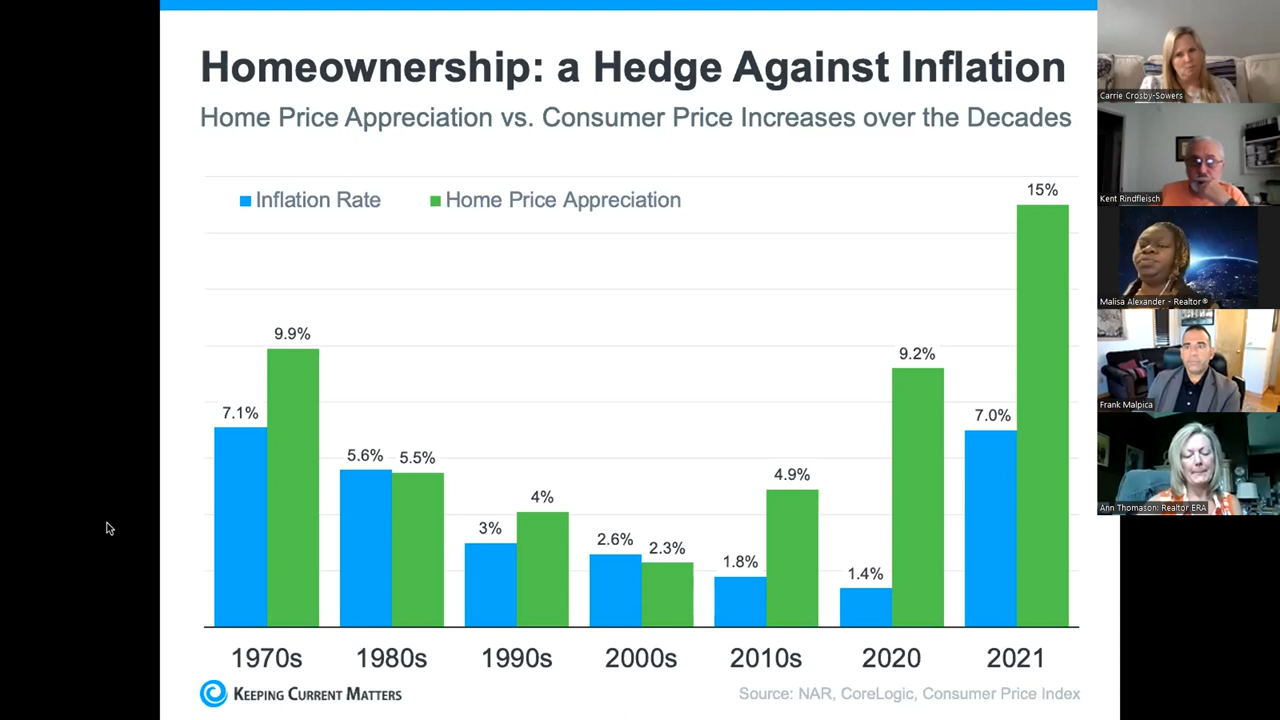 Homeownership: a Hedge Against Inflation
Home Price Appreciation vs. Consumer Price Increases over the Decades
Inflation Rate
Home Price Appreciation
7.1%
9.9%
5.6%
5.5%
3%
4%
2.6%
2.3%
1.8%
4.9%
1.4%
9.2%
7.0%
15%
1970s
1980s
1990s
2000s
2010s
2020
2021
KEEPING CURRENT MATTERS
Source: NAR, CoreLogic, Consumer Price Index
Carrie Crosby-Sowers
Kent Rindfleisch
Malisa Alexander - Realtor®
Frank Malpica
Ann Thomason: Realtor ERA